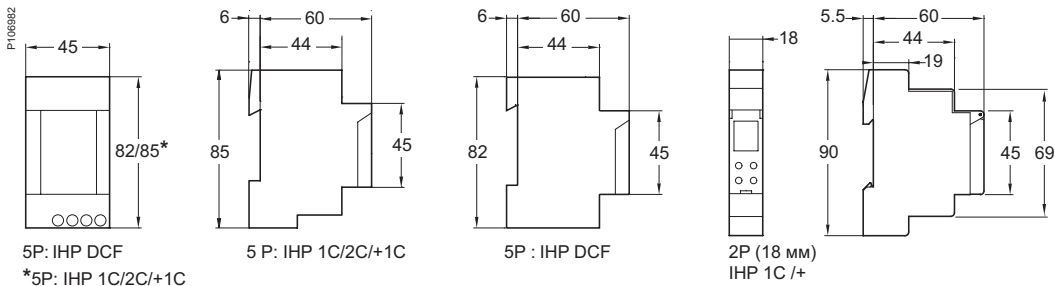 P106982
45
82/85*
5P: IHP DCF
*5P: IHP 1C/2C/+1C
6
60
44
85
45
5 P: IHP 1C/2C/+1C
6
60
44
82
45
5P : IHP DCF
18
2P (18 мм)
IHP 1C /+
5.5
60
44
19
90
45
69